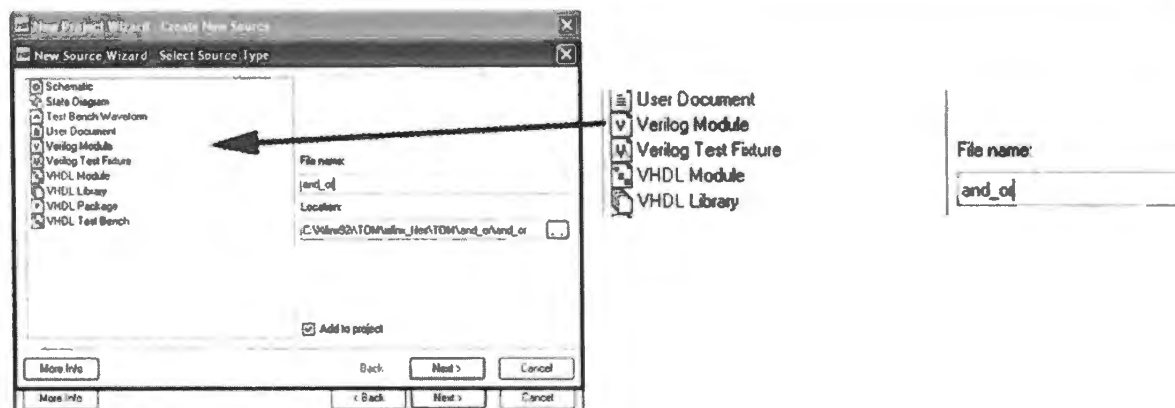 New Project Wizard Create New Source
New Source Wizard Select Source Type
Schematic
State Diagram
Test Bench Waveform
User Document
Verilog Module
Verilog Test Fixture
VHDL Module
VHDL Library
VHDL Package
VHDL Test Bench
File name:
and_or
Location:
Add to project
More Info
Back
Next >
Cancel
More Info
< Back
Next >
Cancel
User Document
Verilog Module
Verilog Test Fixture
VHDL Module
VHDL Library
File name:
and_or